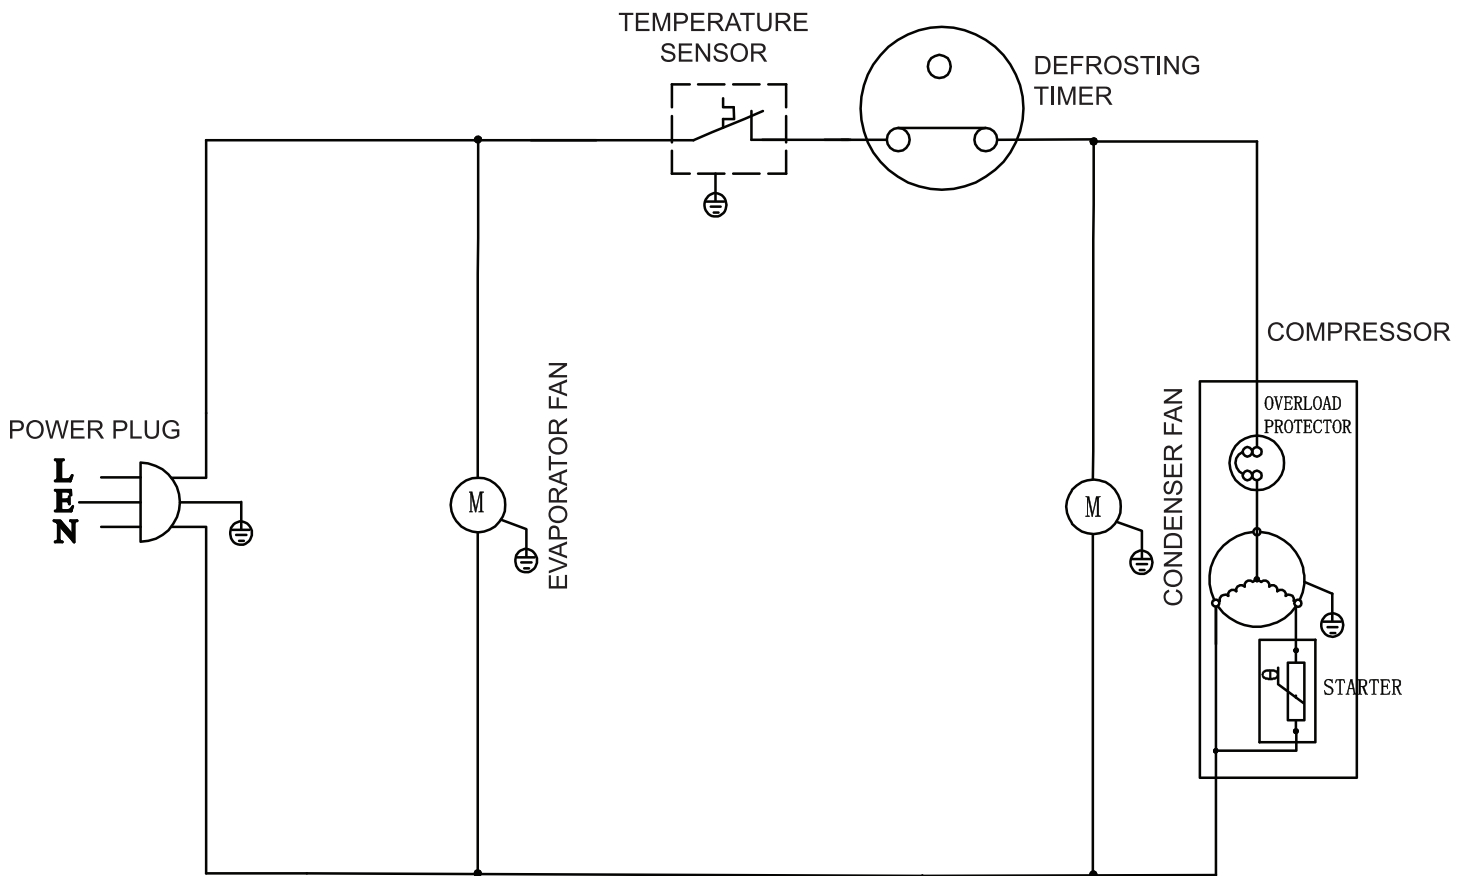 TEMPERATURE
SENSOR
DEFROSTING
TIMER
COMPRESSOR
OVERLOAD
PROTECTOR
POWER PLUG
L
E
N
M
EVAPORATOR FAN
M
CONDENSER FAN
STARTER